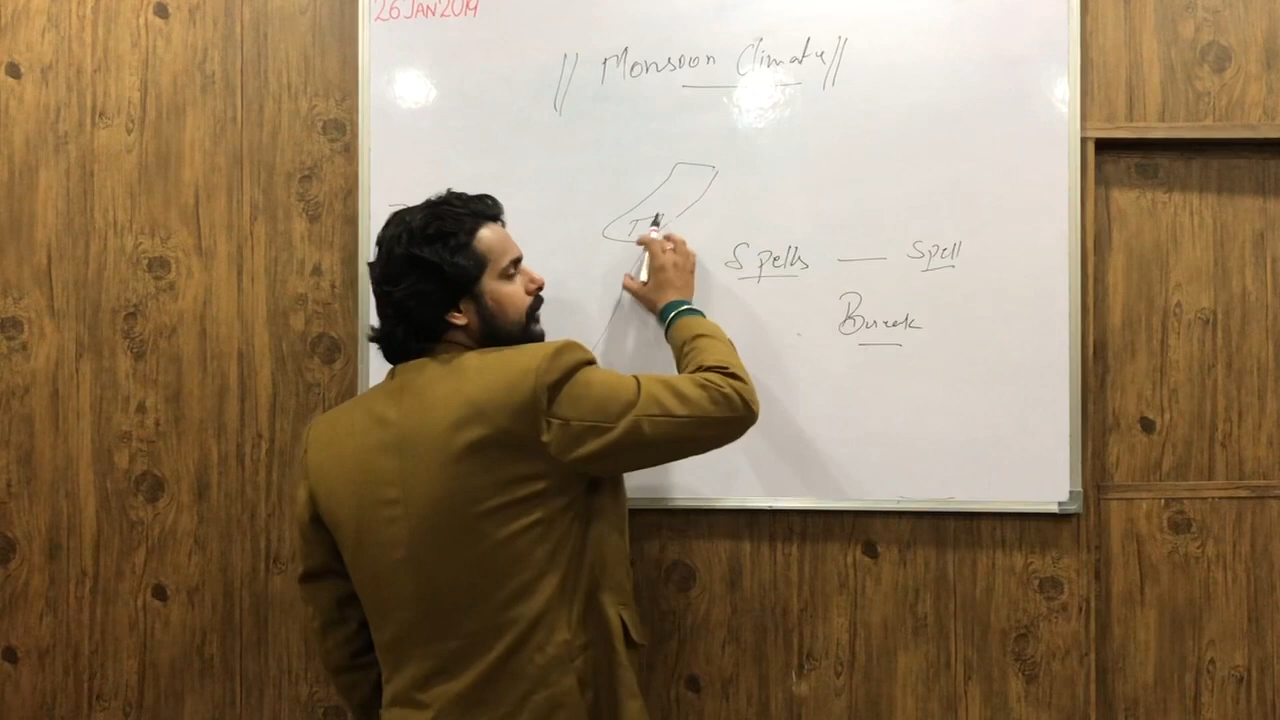 26 JAN 2019
|| Monsoon Climate ||
Spells — Spell
Break